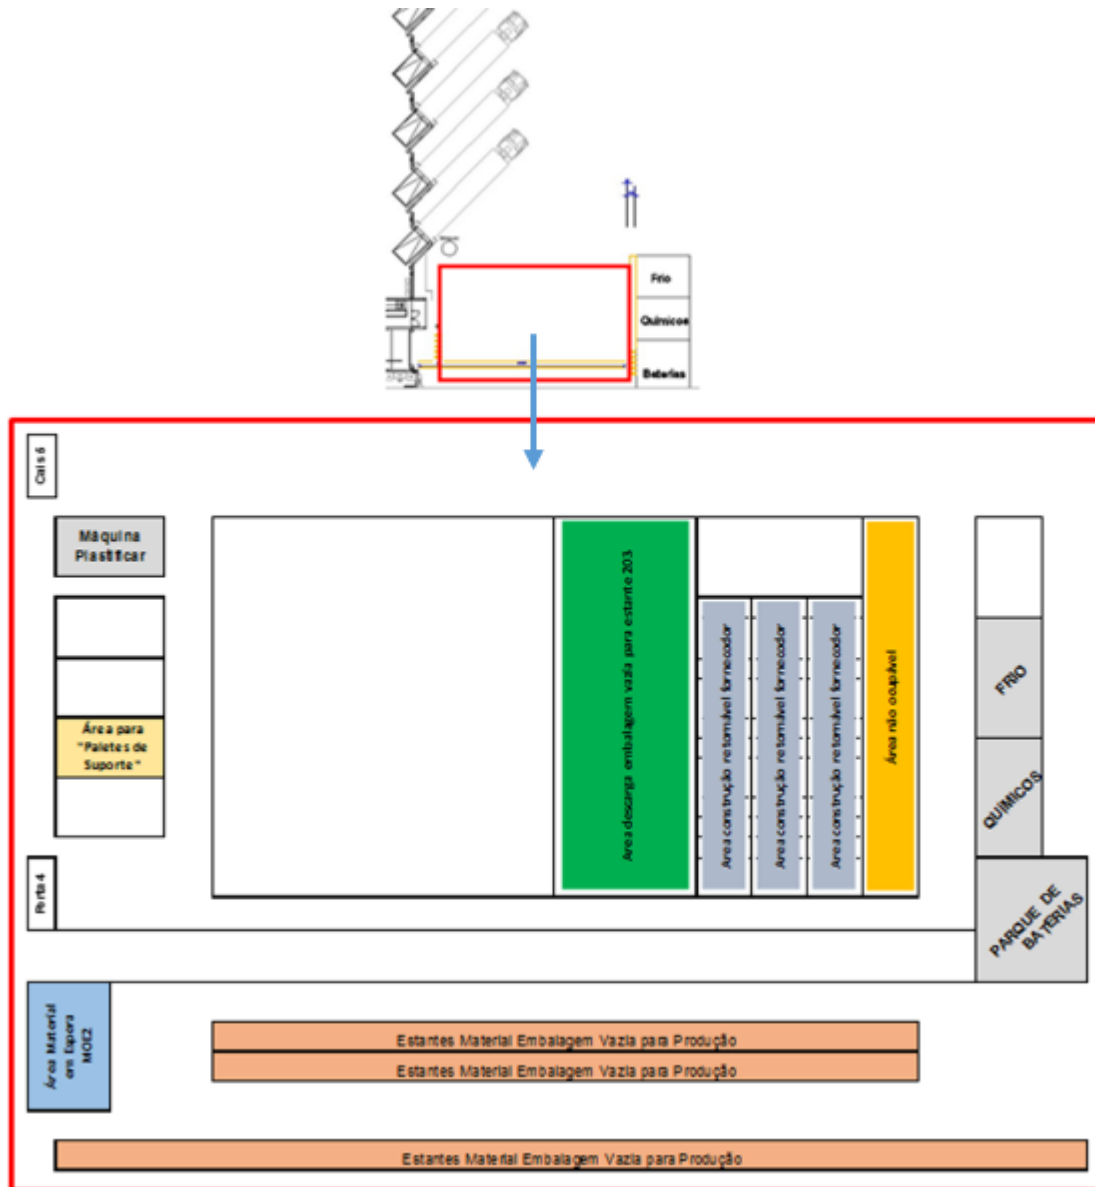 Frio
Químicos
Baterias
Cais 6
Máquina
Plastificar
Área descarga embalagem vazia para estante 203
Área construção retornável fornecedor
Área construção retornável fornecedor
Área construção retornável fornecedor
Área não ocupável
FRIO
Área para
"Paletes de
Suporte"
QUÍMICOS
Porta 4
PARQUE DE
BATERIAS
Área Material
em Espera
MOE2
Estantes Material Embalagem Vazia para Produção
Estantes Material Embalagem Vazia para Produção
Estantes Material Embalagem Vazia para Produção